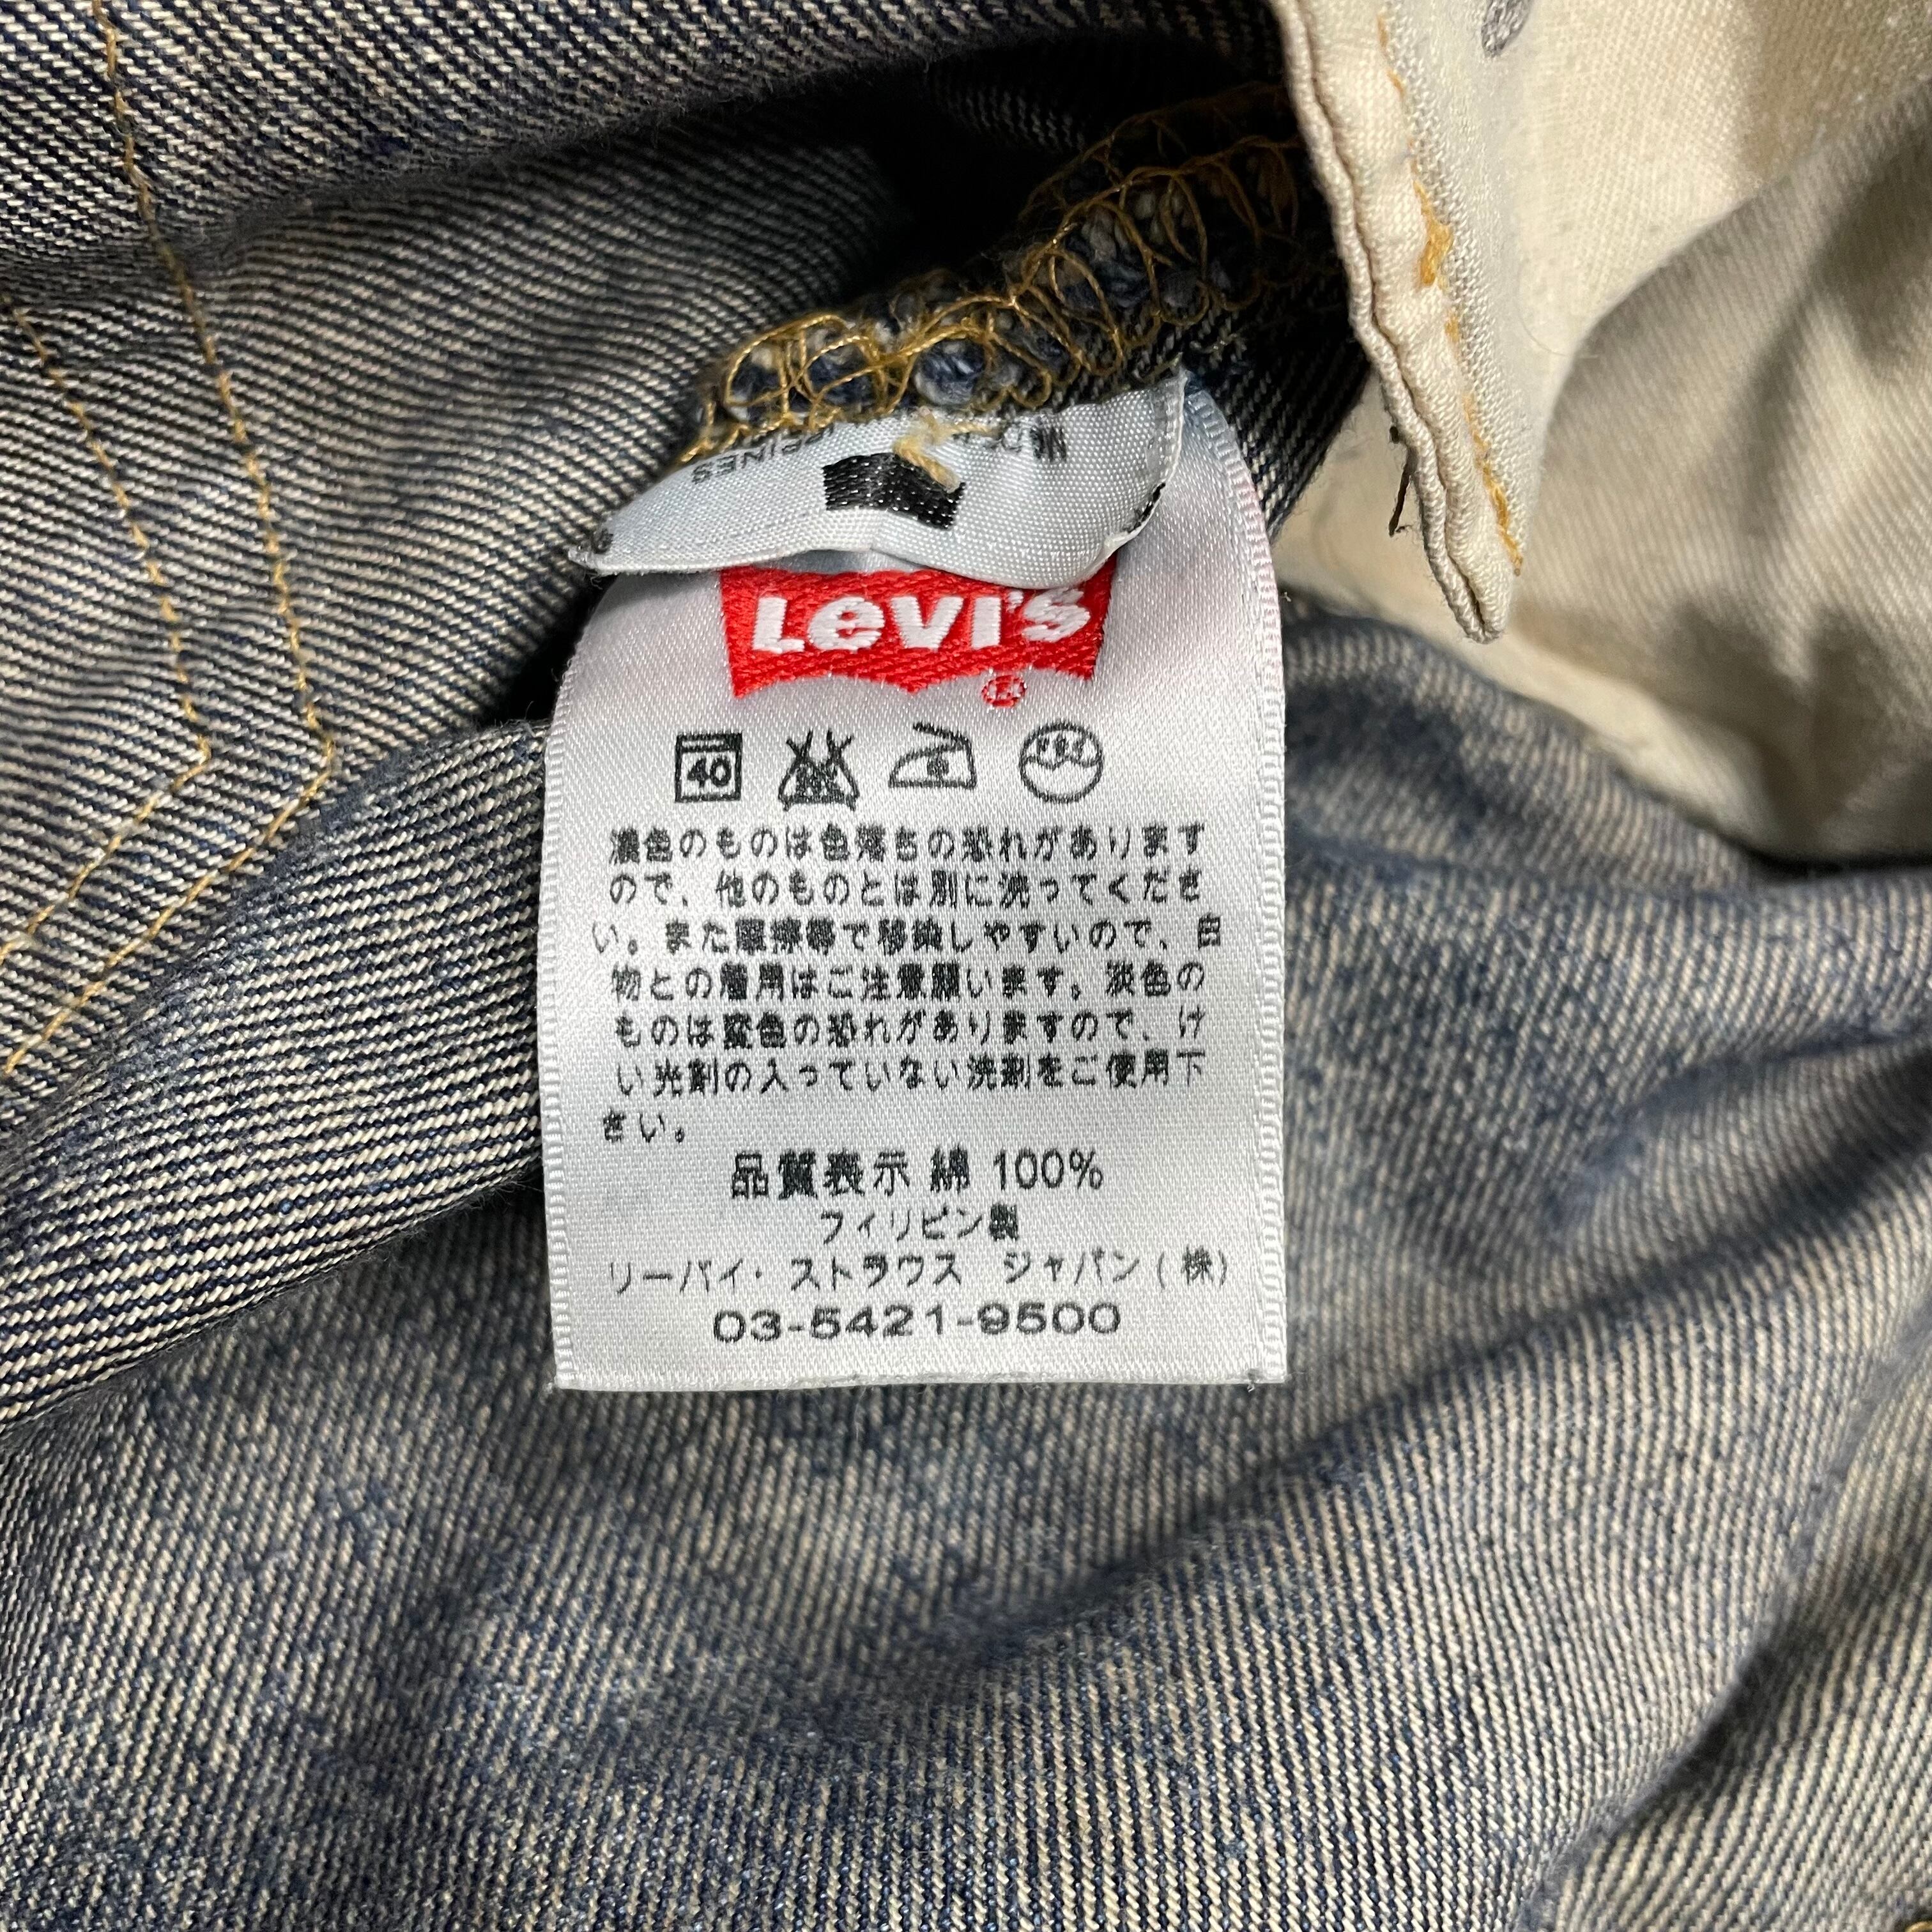 LEVI'S
®
40
濃色のものは色落ちの恐れがあります
ので、他のものとは別に洗ってくださ
い。また摩擦等で移染しやすいので、白
物との着用はご注意願います。淡色の
ものは変色の恐れがありますので、け
い光剤の入っていない洗剤をご使用下
さい。
品質表示 綿 100%
フィリピン製
リーバイ・ストラウス ジャパン(株)
03-5421-9500